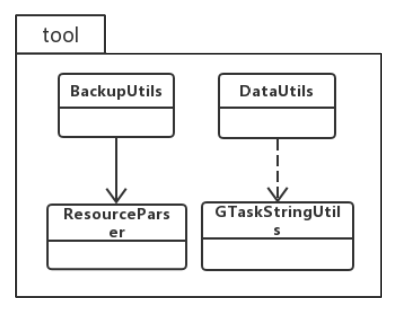 tool
BackupUtils
DataUtils
ResourcePars
er
GTaskStringUtil
s